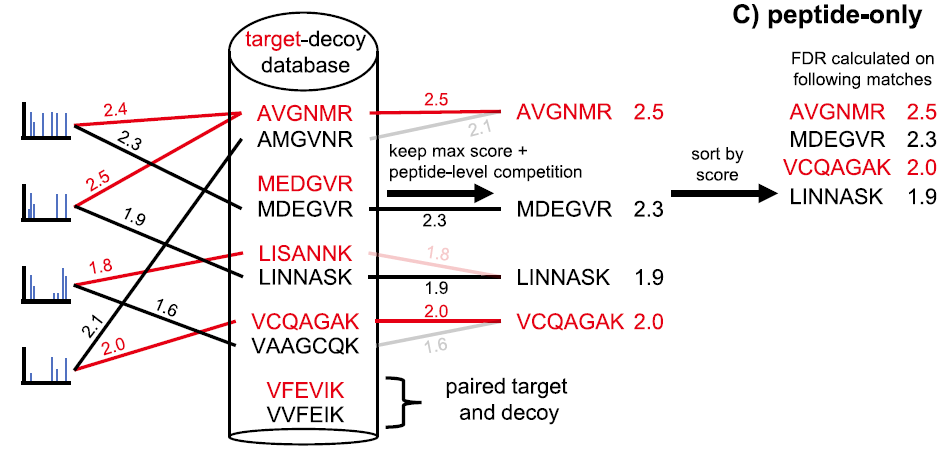 C) peptide-only
target-decoy
database
FDR calculated on
following matches
2.4
2.3
2.5
1.9
1.8
1.6
2.1
2.0
AVGNMR
AMGVNR
MEDGVR
MDEGVR
LISANNK
LINNASK
VCQAGAK
VAAGCQK
VFEVIK
VVFEIK
2.5
2.1
keep max score +
peptide-level competition
2.3
1.8
1.9
2.0
1.6
paired target
and decoy
AVGNMR 2.5
MDEGVR 2.3
LINNASK 1.9
VCQAGAK 2.0
sort by
score
AVGNMR 2.5
MDEGVR 2.3
VCQAGAK 2.0
LINNASK 1.9